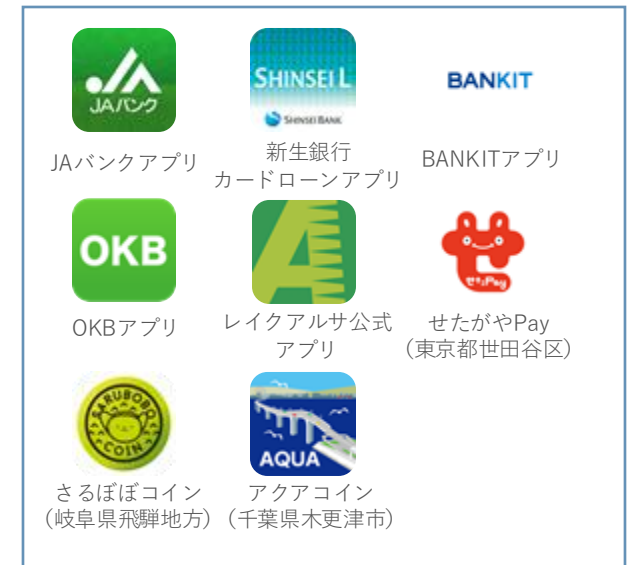 JAバンク
SHINSEI L
SHINSEI BANK
BANKIT
JAバンクアプリ
新生銀行
カードローンアプリ
BANKITアプリ
OKB
せたPay
OKBアプリ
レイクアルサ公式
アプリ
せたがやPay
（東京都世田谷区）
SARUBOBO
COIN
AQUA
さるぼぼコイン
（岐阜県飛騨地方）
アクアコイン
（千葉県木更津市）